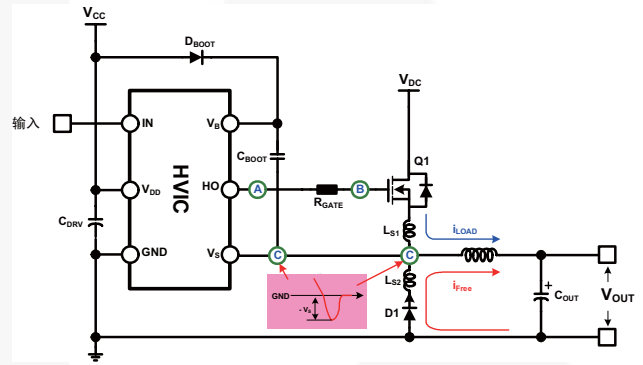 VCC
DBOOT
VDC
输入
IN
VB
Q1
CBOOT
HVIC
VDD
HO
A
B
RGATE
CDRV
LS1
iLOAD
GND
VS
C
C
LS2
GND
- VS
iFree
D1
+
COUT
VOUT